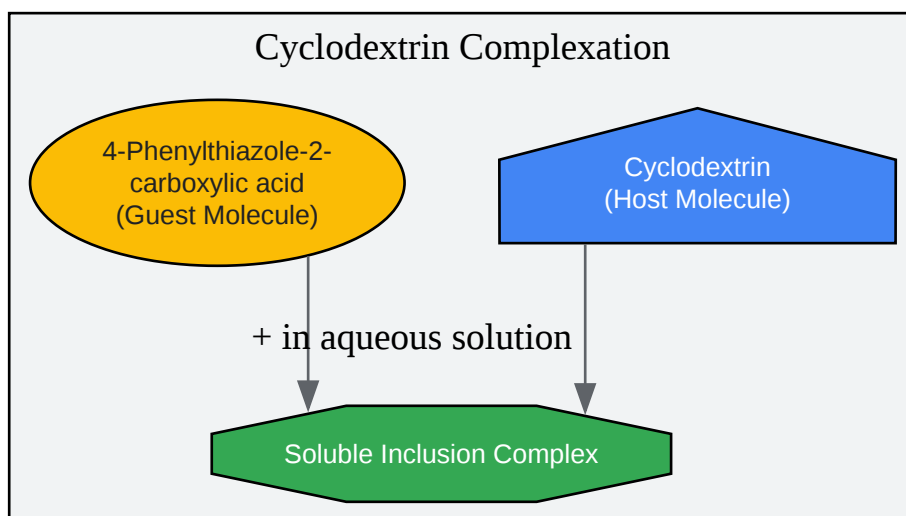 Cyclodextrin Complexation
4-Phenylthiazole-2-
carboxylic acid
(Guest Molecule)
Cyclodextrin
(Host Molecule)
+ in aqueous solution
Soluble Inclusion Complex